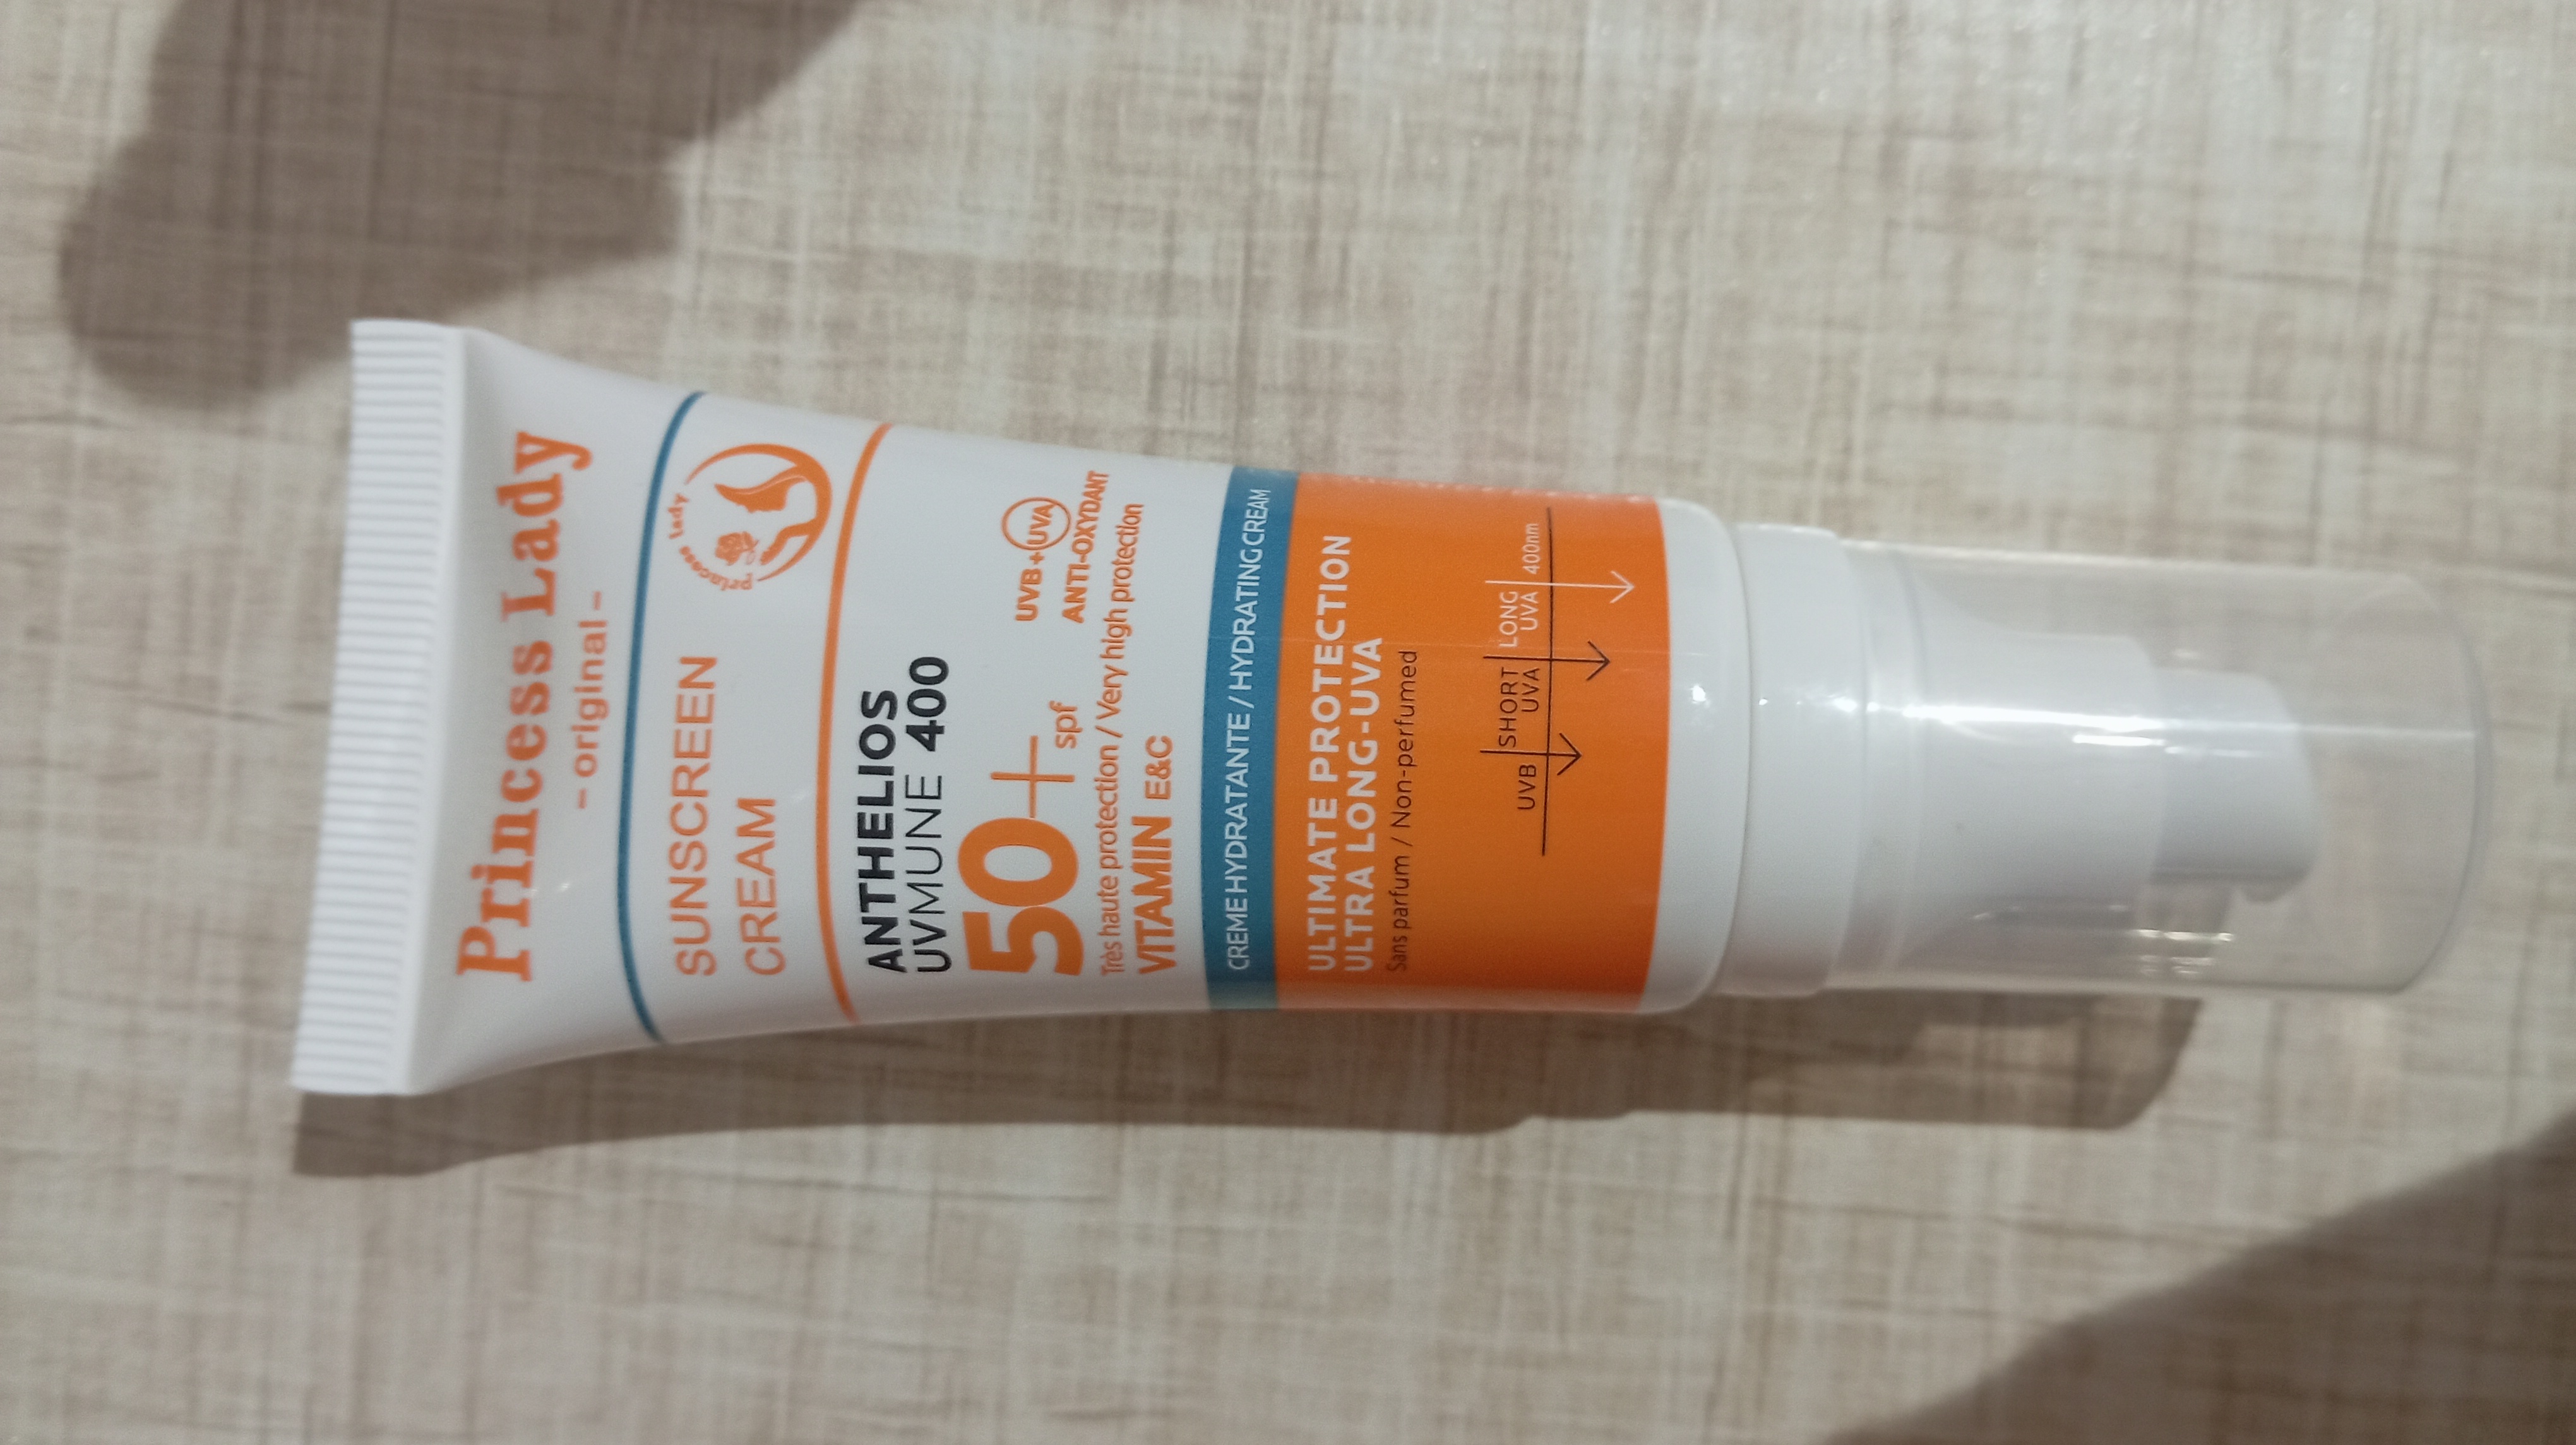 Princess Lady
- original -
SUNSCREEN
CREAM
princess lady
ANTHELIOS
UVMUNE 400
50+ spf
UVB+UVA
ANTI-OXYDANT
Très haute protection / Very high protection
VITAMIN E&C
CREME HYDRATANTE / HYDRATING CREAM
ULTIMATE PROTECTION
ULTRA LONG-UVA
Sans parfum / Non-perfumed
UVB
SHORT
UVA
LONG
UVA
400nm